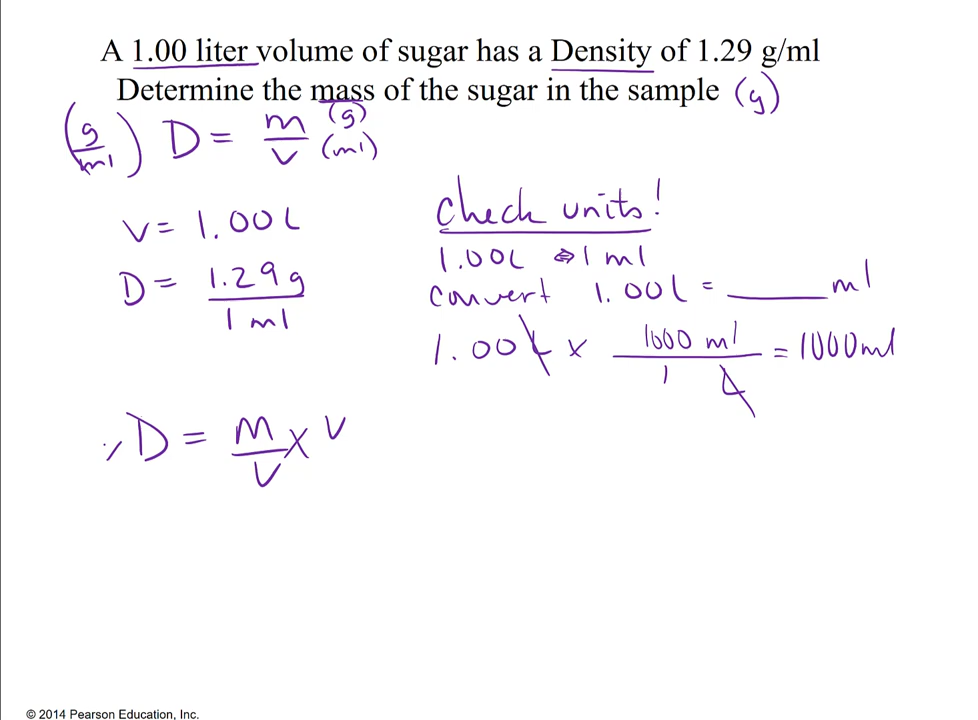 A 1.00 liter volume of sugar has a Density of 1.29 g/ml
Determine the mass of the sugar in the sample (g)
(g/ml) D = m/v (g)/(ml)
V = 1.00 L
D = 1.29 g / 1 ml
Check units!
1.00L ⇔ 1 ml
convert 1.00 L = ______ ml
1.00 L x 1000 ml / 1 L = 1000 ml
D = m/v x v
© 2014 Pearson Education, Inc.